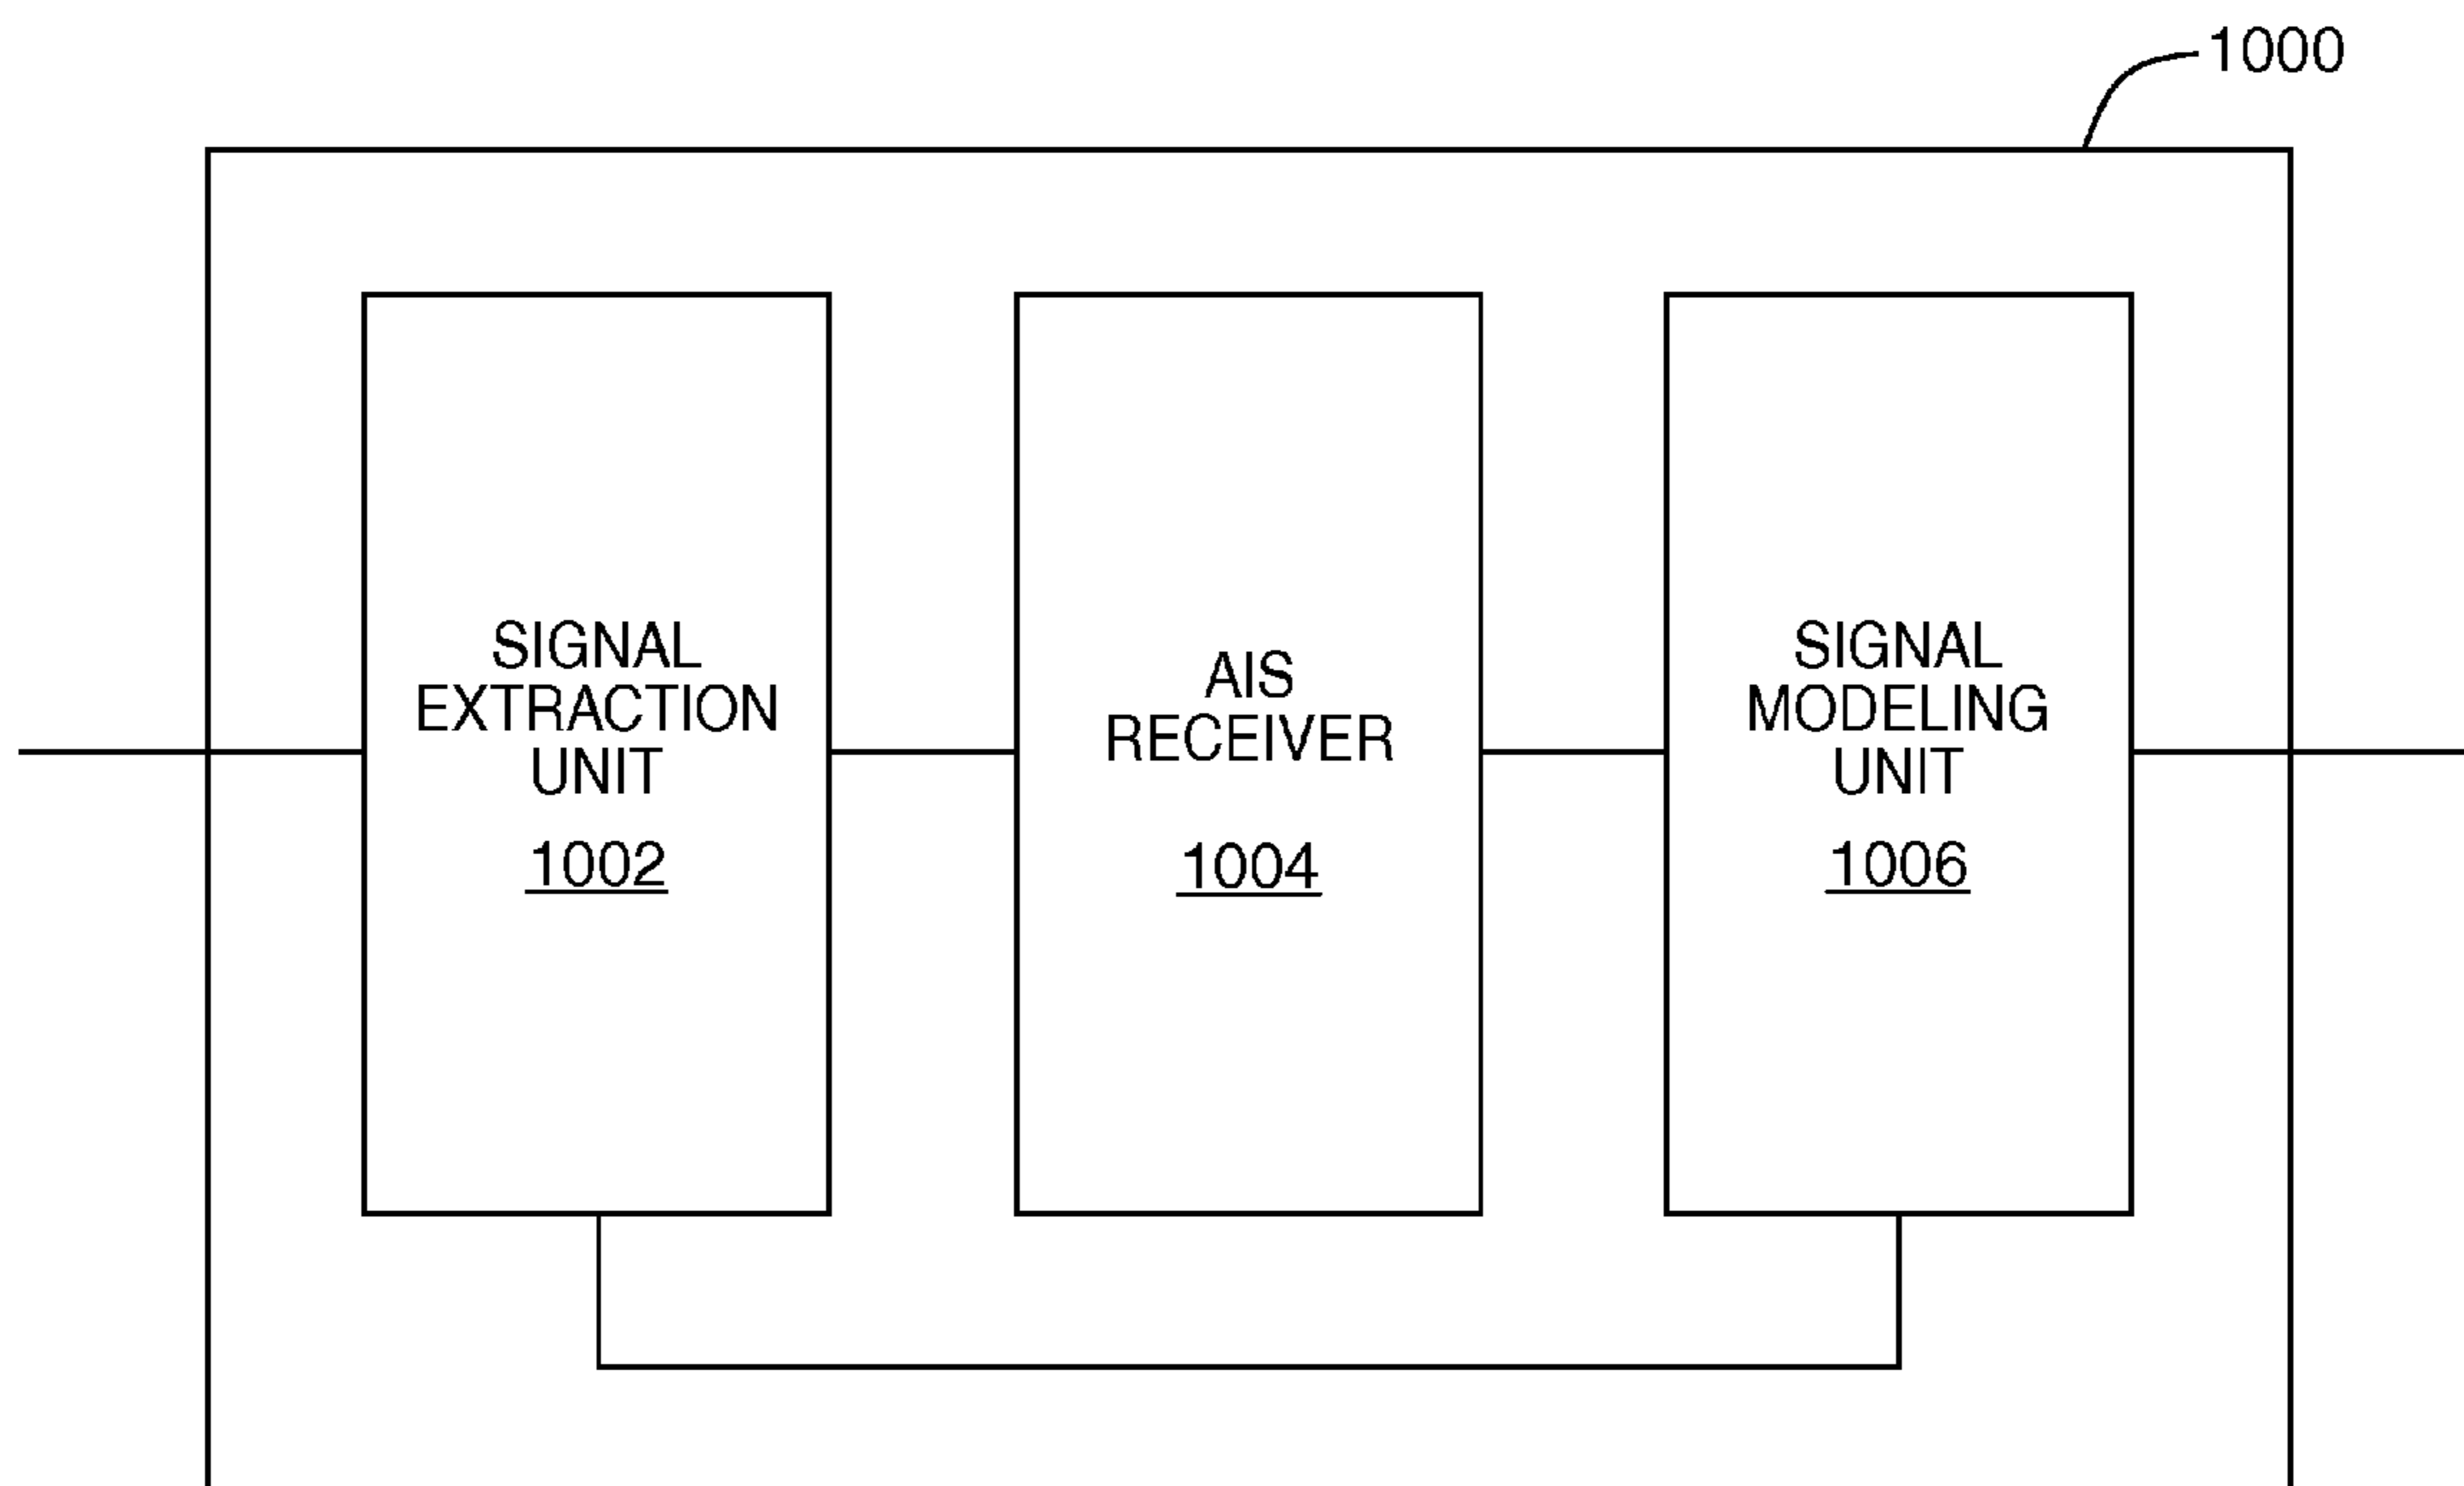 1000
SIGNAL
EXTRACTION
UNIT
1002
AIS
RECEIVER
1004
SIGNAL
MODELING
UNIT
1006